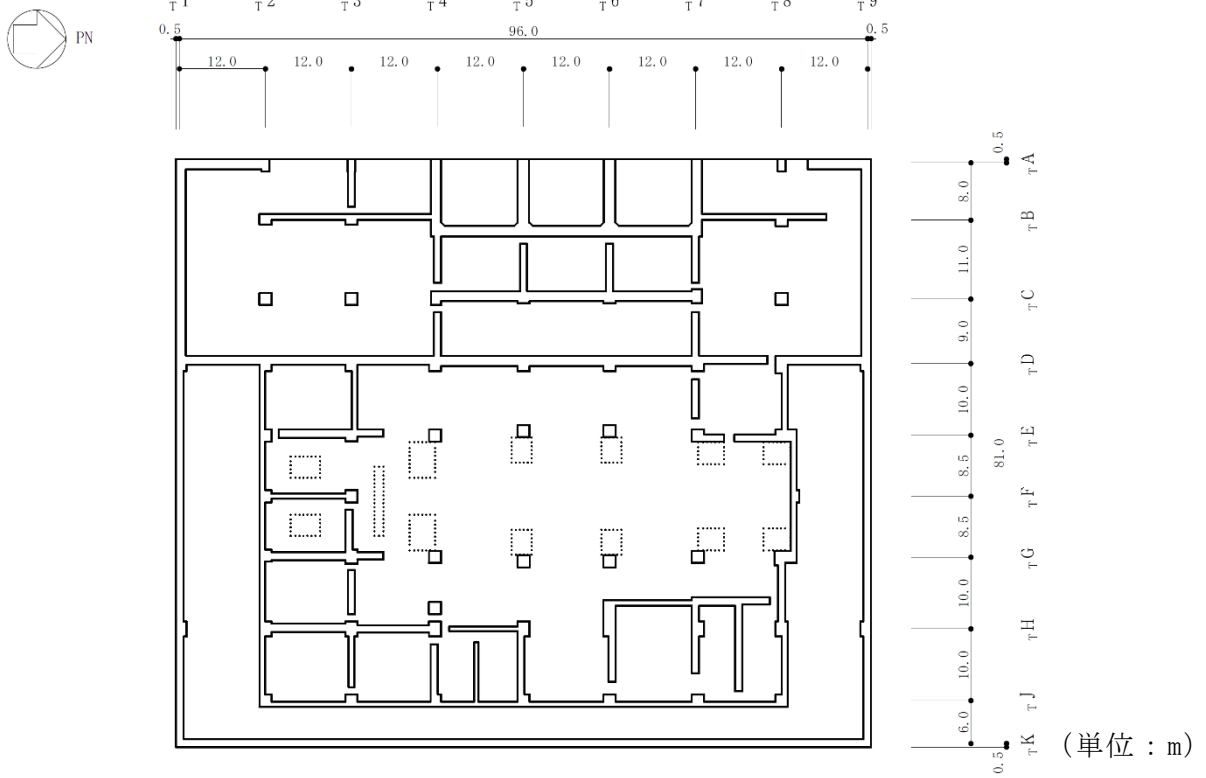 T1 T2 T3 T4 T5 T6 T7 T8 T9
PN
0.5 96.0 0.5
12.0 12.0 12.0 12.0 12.0 12.0 12.0 12.0
0.5
TA
8.0
TB
11.0
TC
9.0
TD
10.0
TE
8.5
81.0
TF
8.5
TG
10.0
TH
10.0
TJ
6.0
TK
0.5
(単位：m)